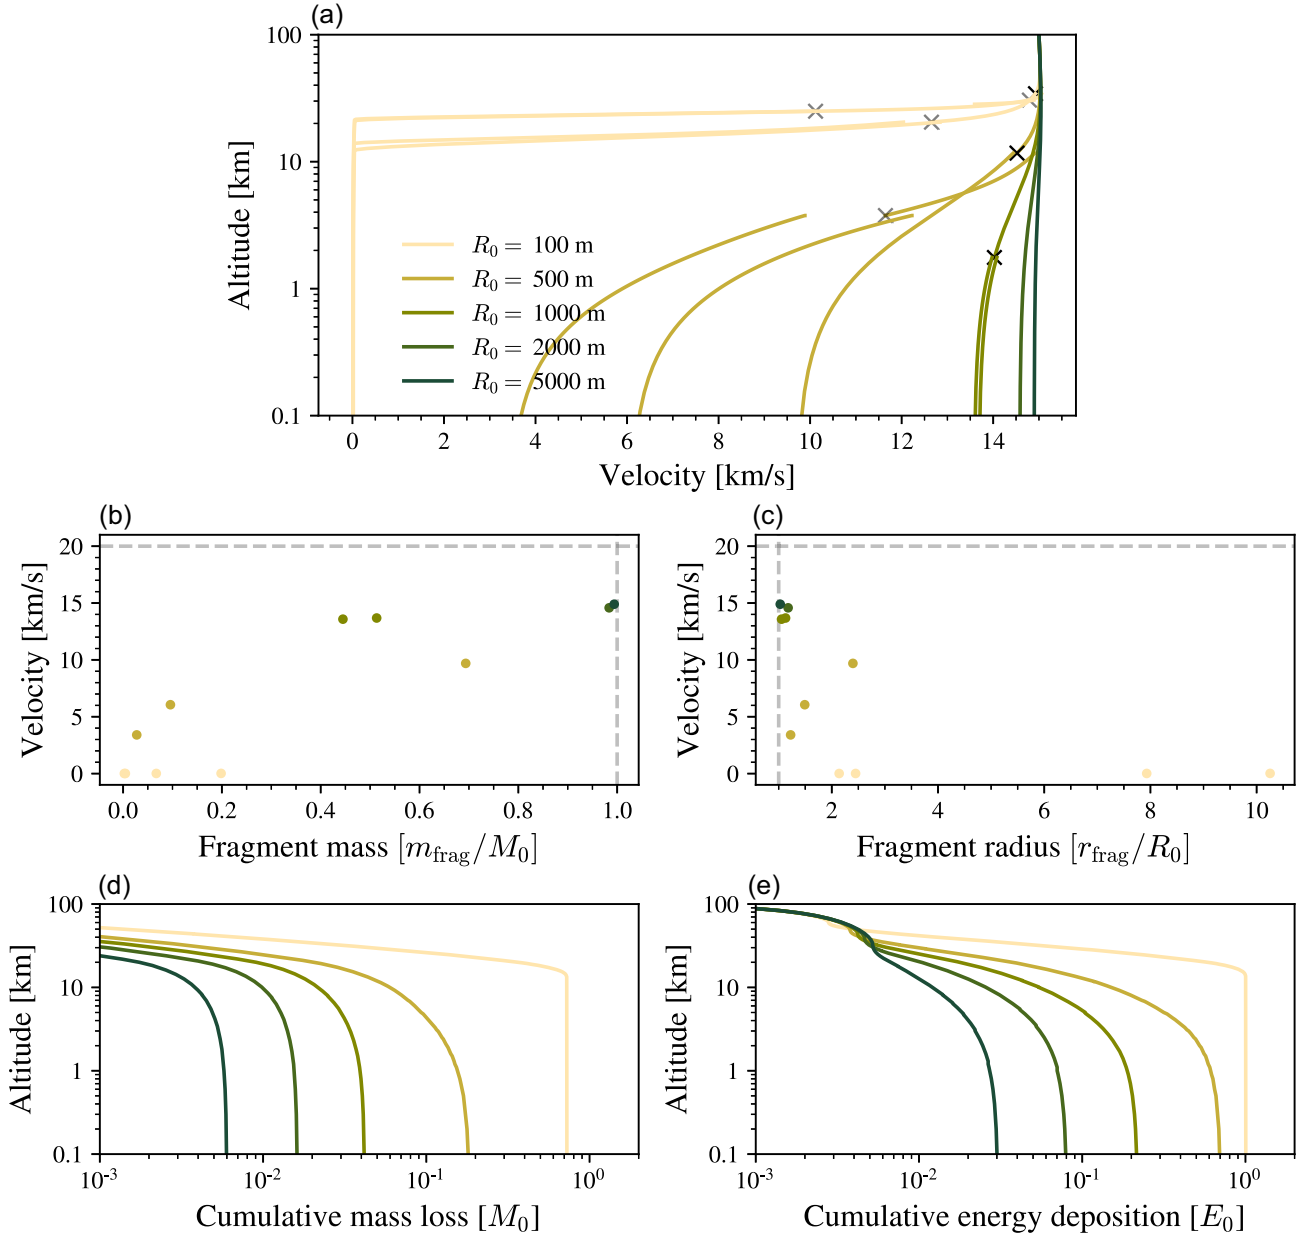 (a)
100
10
1
0.1
Altitude [km]
R₀ = 100 m
R₀ = 500 m
R₀ = 1000 m
R₀ = 2000 m
R₀ = 5000 m
0 2 4 6 8 10 12 14
Velocity [km/s]
(b)
20
15
10
5
0
Velocity [km/s]
0.0 0.2 0.4 0.6 0.8 1.0
Fragment mass [m_frag/M₀]
(c)
20
15
10
5
0
Velocity [km/s]
2 4 6 8 10
Fragment radius [r_frag/R₀]
(d)
100
10
1
0.1
Altitude [km]
10⁻³ 10⁻² 10⁻¹ 10⁰
Cumulative mass loss [M₀]
(e)
100
10
1
0.1
Altitude [km]
10⁻³ 10⁻² 10⁻¹ 10⁰
Cumulative energy deposition [E₀]